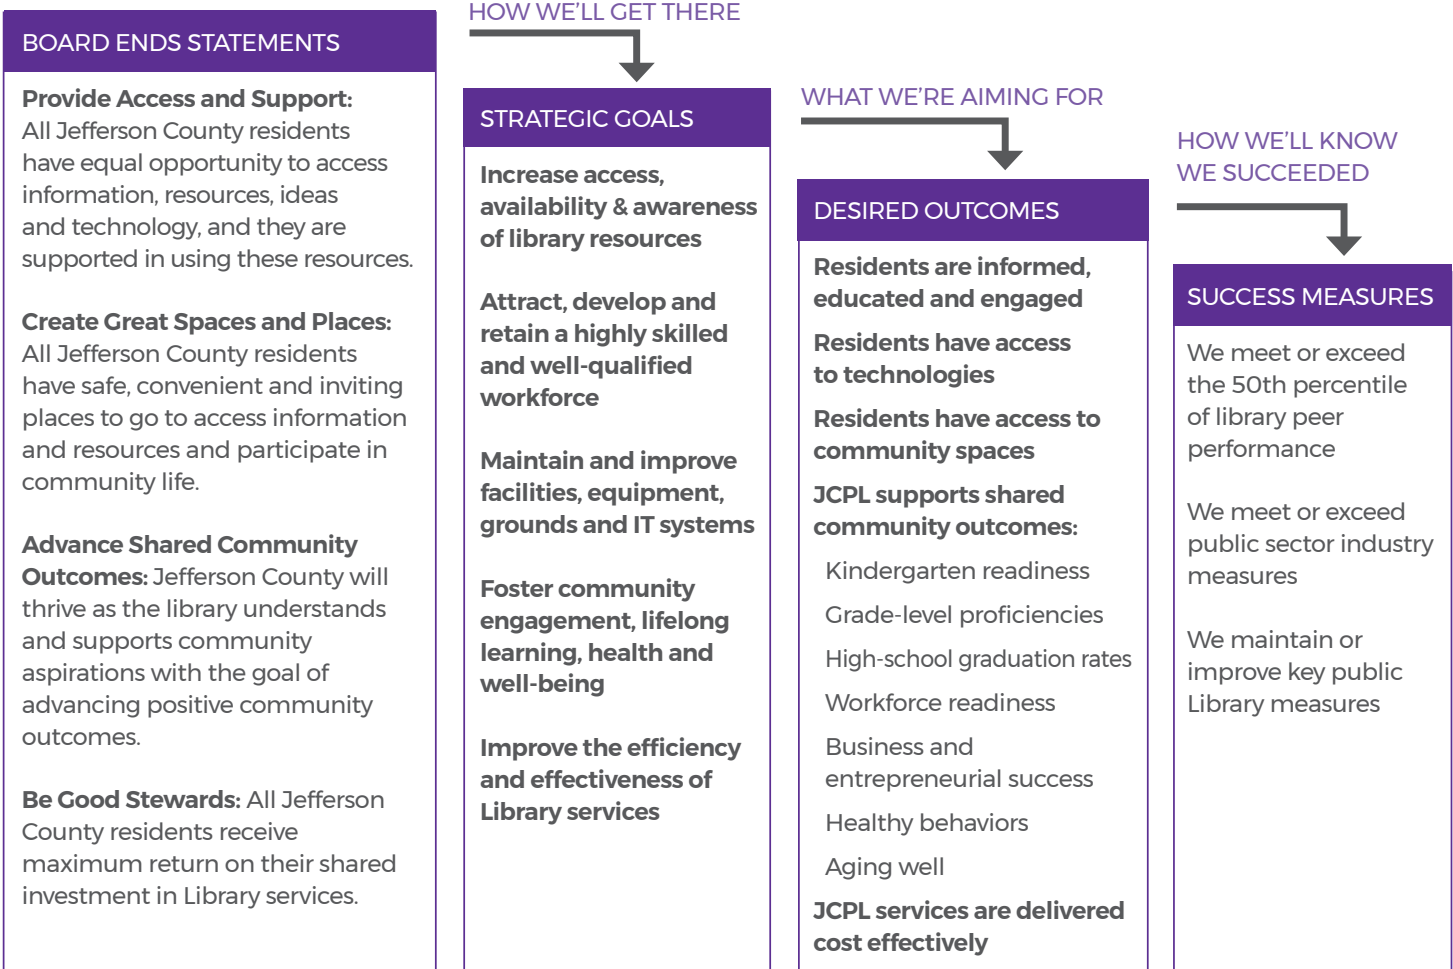 BOARD ENDS STATEMENTS
Provide Access and Support:
All Jefferson County residents
have equal opportunity to access
information, resources, ideas
and technology, and they are
supported in using these resources.
Create Great Spaces and Places:
All Jefferson County residents
have safe, convenient and inviting
places to go to access information
and resources and participate in
community life.
Advance Shared Community
Outcomes: Jefferson County will
thrive as the library understands
and supports community
aspirations with the goal of
advancing positive community
outcomes.
Be Good Stewards: All Jefferson
County residents receive
maximum return on their shared
investment in Library services.
HOW WE'LL GET THERE
STRATEGIC GOALS
Increase access,
availability & awareness
of library resources
Attract, develop and
retain a highly skilled
and well-qualified
workforce
Maintain and improve
facilities, equipment,
grounds and IT systems
Foster community
engagement, lifelong
learning, health and
well-being
Improve the efficiency
and effectiveness of
Library services
WHAT WE'RE AIMING FOR
DESIRED OUTCOMES
Residents are informed,
educated and engaged
Residents have access
to technologies
Residents have access to
community spaces
JCPL supports shared
community outcomes:
Kindergarten readiness
Grade-level proficiencies
High-school graduation rates
Workforce readiness
Business and
entrepreneurial success
Healthy behaviors
Aging well
JCPL services are delivered
cost effectively
HOW WE'LL KNOW
WE SUCCEEDED
SUCCESS MEASURES
We meet or exceed
the 50th percentile
of library peer
performance
We meet or exceed
public sector industry
measures
We maintain or
improve key public
Library measures